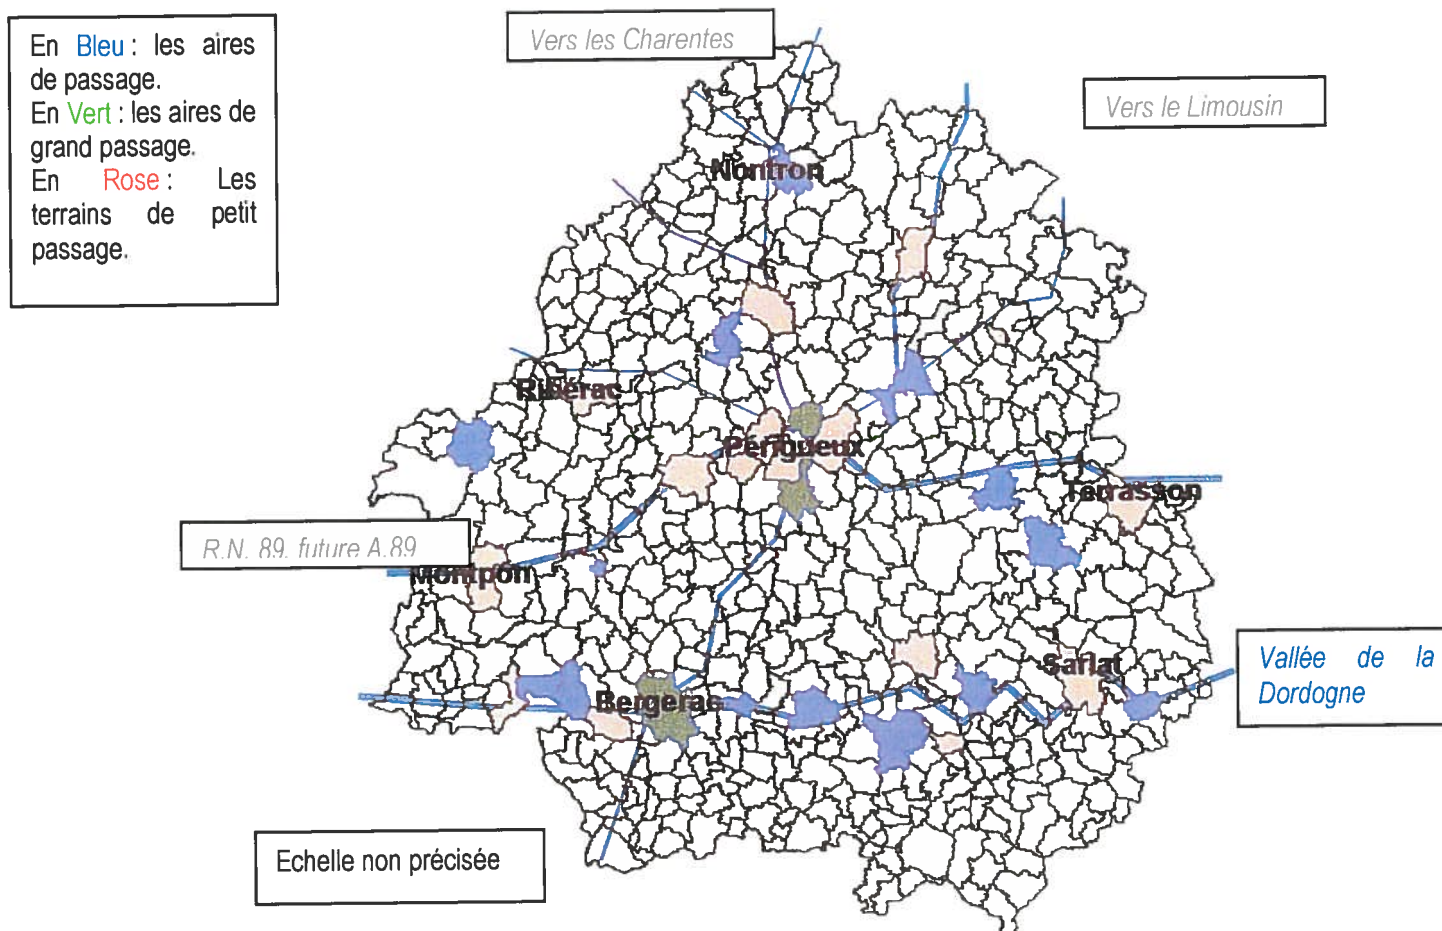 En Bleu : les aires
de passage.
En Vert : les aires de
grand passage.
En Rose : Les
terrains de petit
passage.
Vers les Charentes
Vers le Limousin
Nontron
Ribérac
Périgueux
Terrasson
R.N. 89. future A.89
Montpon
Sarlat
Vallée de la
Dordogne
Bergerac
Echelle non précisée